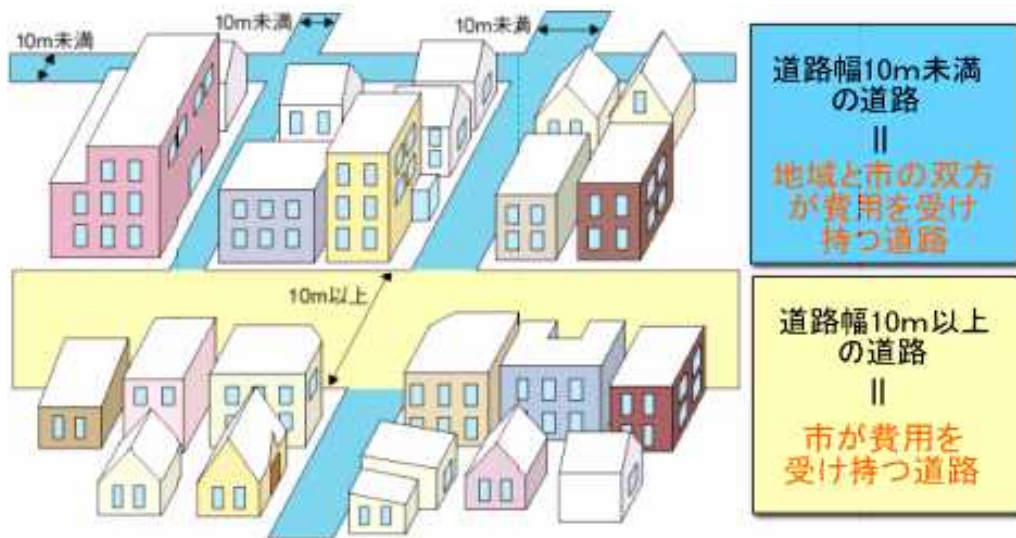 10m未満
10m未満
10m未満
10m以上
道路幅10m未満
の道路
＝
地域と市の双方
が費用を受け
持つ道路
道路幅10m以上
の道路
＝
市が費用を
受け持つ道路